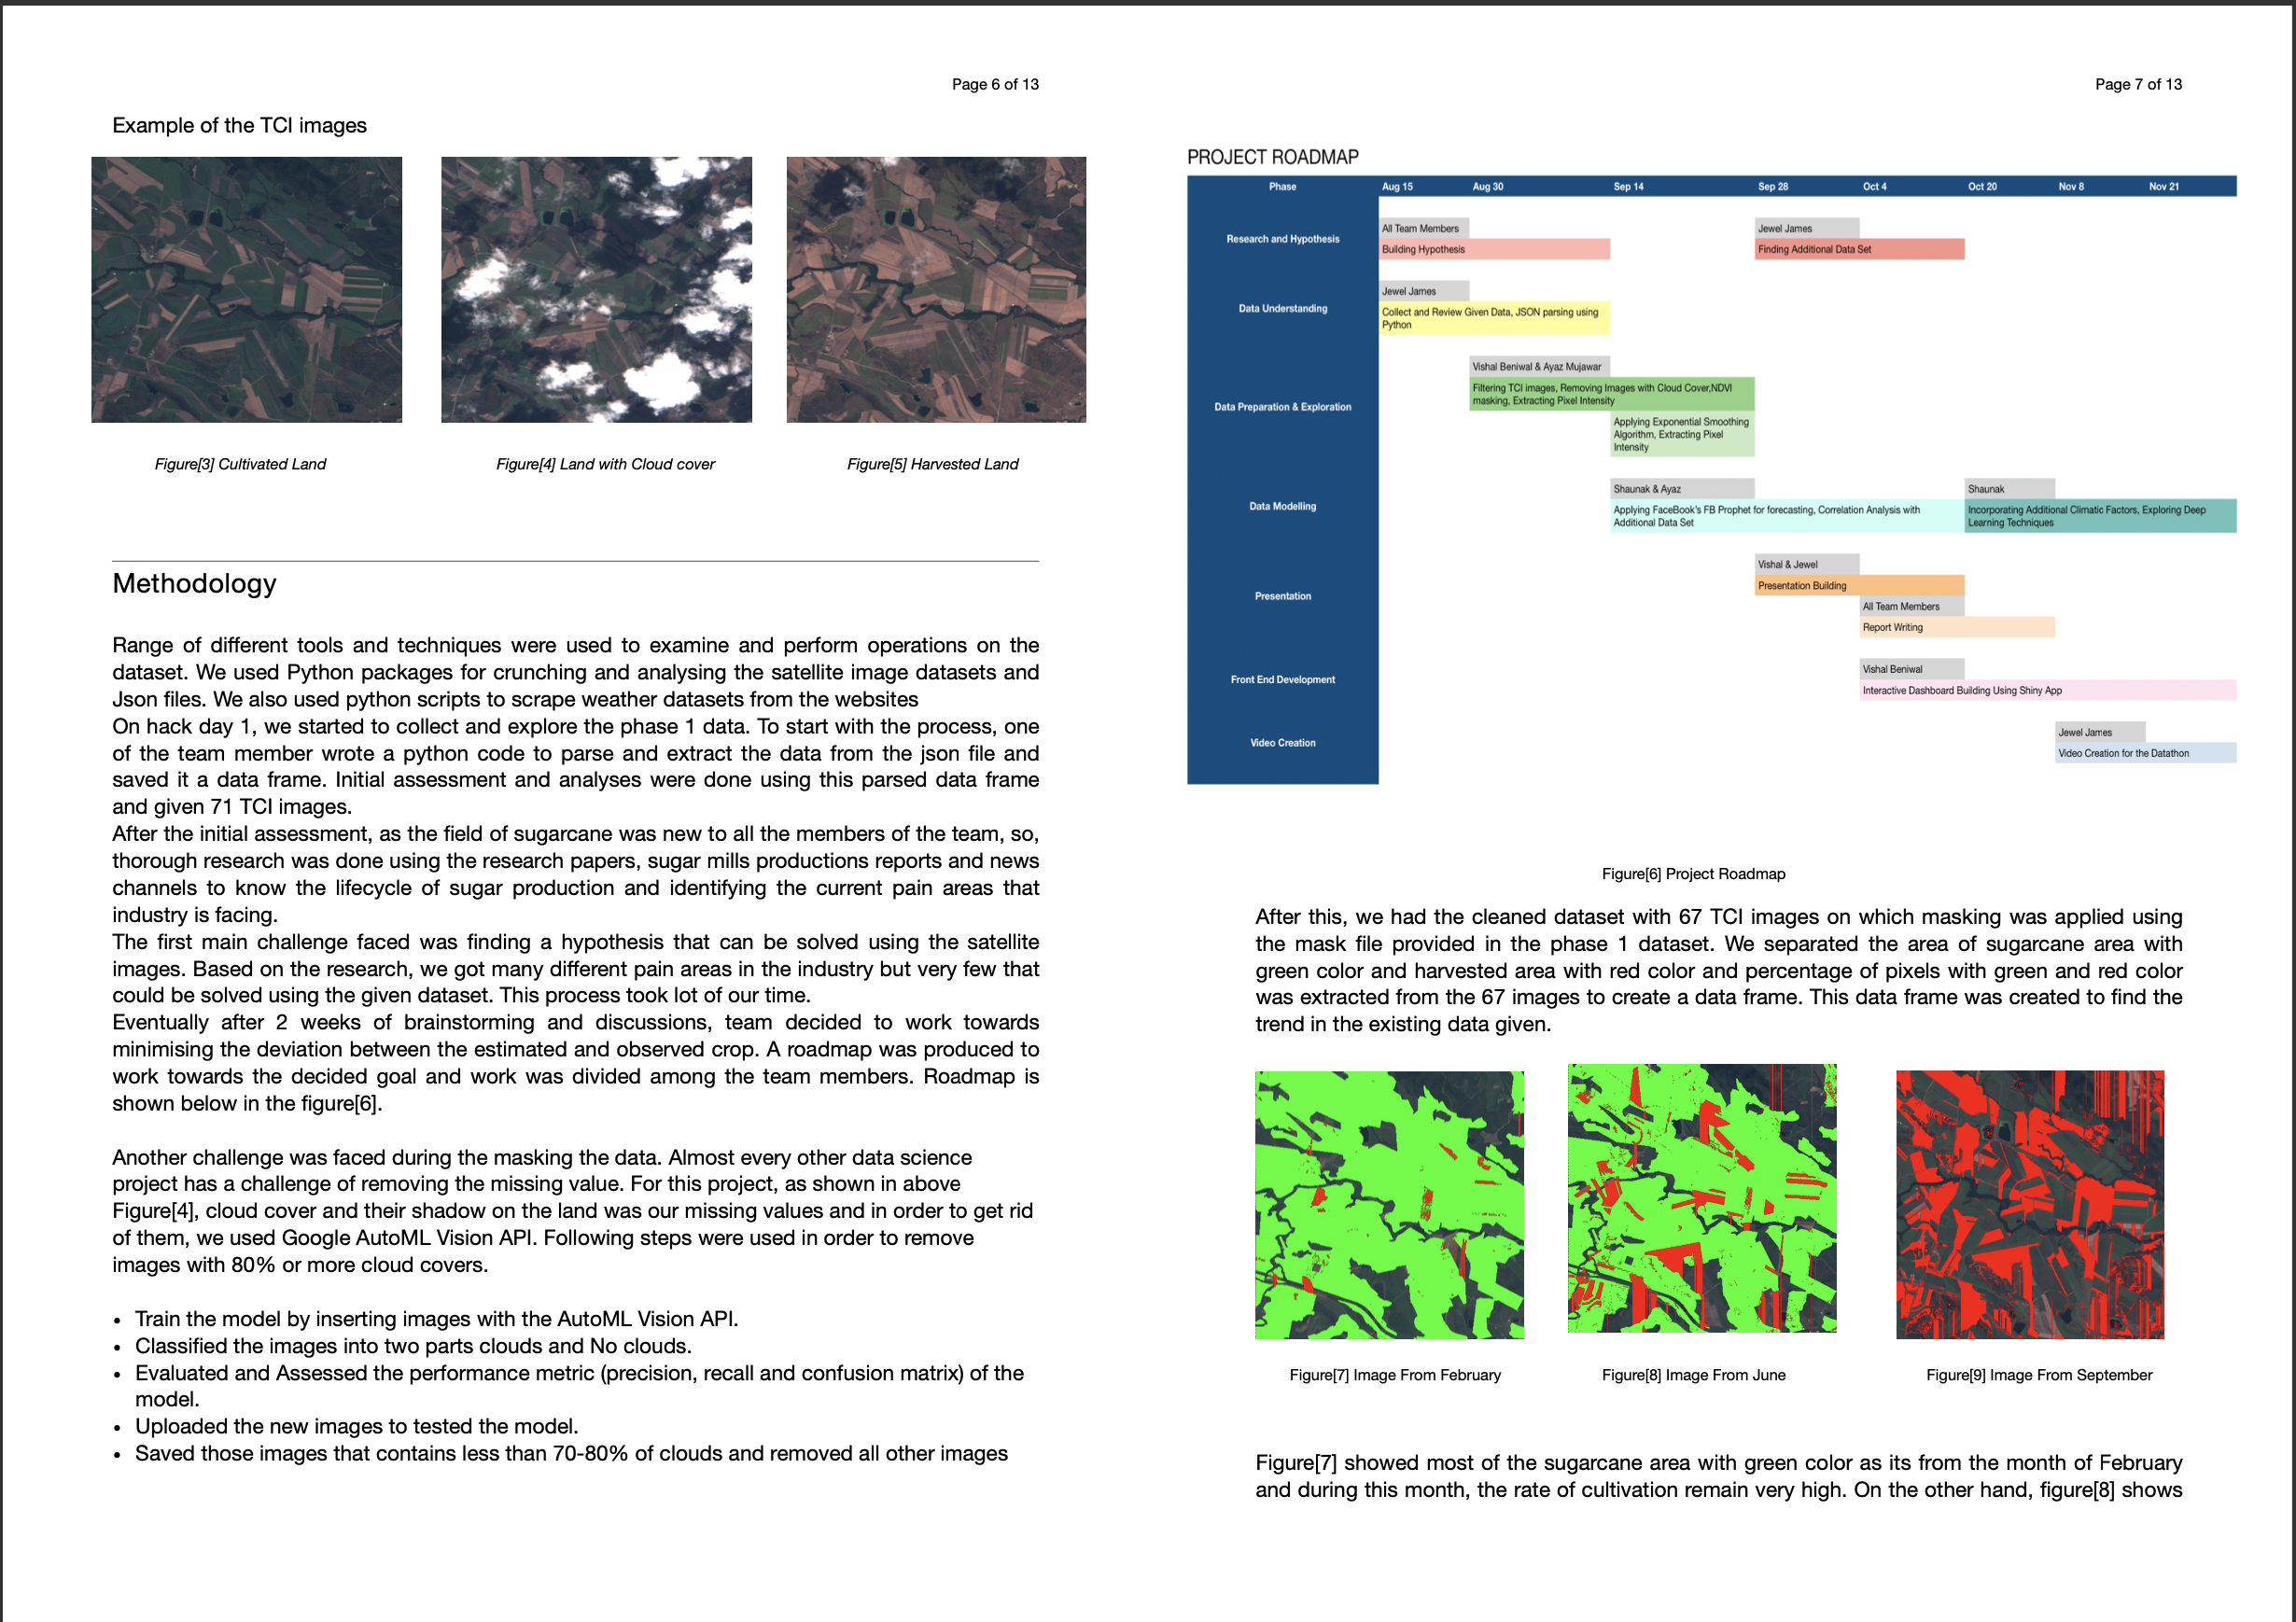 Page 6 of 13
Example of the TCI images
Figure[3] Cultivated Land
Figure[4] Land with Cloud cover
Figure[5] Harvested Land
Methodology
Range of different tools and techniques were used to examine and perform operations on the
dataset. We used Python packages for crunching and analysing the satellite image datasets and
Json files. We also used python scripts to scrape weather datasets from the websites
On hack day 1, we started to collect and explore the phase 1 data. To start with the process, one
of the team member wrote a python code to parse and extract the data from the json file and
saved it a data frame. Initial assessment and analyses were done using this parsed data frame
and given 71 TCI images.
After the initial assessment, as the field of sugarcane was new to all the members of the team, so,
thorough research was done using the research papers, sugar mills productions reports and news
channels to know the lifecycle of sugar production and identifying the current pain areas that
industry is facing.
The first main challenge faced was finding a hypothesis that can be solved using the satellite
images. Based on the research, we got many different pain areas in the industry but very few that
could be solved using the given dataset. This process took lot of our time.
Eventually after 2 weeks of brainstorming and discussions, team decided to work towards
minimising the deviation between the estimated and observed crop. A roadmap was produced to
work towards the decided goal and work was divided among the team members. Roadmap is
shown below in the figure[6].
Another challenge was faced during the masking the data. Almost every other data science
project has a challenge of removing the missing value. For this project, as shown in above
Figure[4], cloud cover and their shadow on the land was our missing values and in order to get rid
of them, we used Google AutoML Vision API. Following steps were used in order to remove
images with 80% or more cloud covers.
• Train the model by inserting images with the AutoML Vision API.
• Classified the images into two parts clouds and No clouds.
• Evaluated and Assessed the performance metric (precision, recall and confusion matrix) of the
model.
• Uploaded the new images to tested the model.
• Saved those images that contains less than 70-80% of clouds and removed all other images
Page 7 of 13
PROJECT ROADMAP
Phase Aug 15 Aug 30 Sep 14 Sep 28 Oct 4 Oct 20 Nov 8 Nov 21
Research and Hypothesis
All Team Members
Building Hypothesis
Jewel James
Finding Additional Data Set
Data Understanding
Jewel James
Collect and Review Given Data, JSON parsing using
Python
Data Preparation & Exploration
Vishal Beniwal & Ayaz Mujawar
Filtering TCI images, Removing Images with Cloud Cover,NDVI
masking, Extracting Pixel Intensity
Applying Exponential Smoothing
Algorithm, Extracting Pixel
Intensity
Data Modelling
Shaunak & Ayaz
Applying FaceBook's FB Prophet for forecasting, Correlation Analysis with
Additional Data Set
Shaunak
Incorporating Additional Climatic Factors, Exploring Deep
Learning Techniques
Presentation
Vishal & Jewel
Presentation Building
All Team Members
Report Writing
Front End Development
Vishal Beniwal
Interactive Dashboard Building Using Shiny App
Video Creation
Jewel James
Video Creation for the Datathon
Figure[6] Project Roadmap
After this, we had the cleaned dataset with 67 TCI images on which masking was applied using
the mask file provided in the phase 1 dataset. We separated the area of sugarcane area with
green color and harvested area with red color and percentage of pixels with green and red color
was extracted from the 67 images to create a data frame. This data frame was created to find the
trend in the existing data given.
Figure[7] Image From February
Figure[8] Image From June
Figure[9] Image From September
Figure[7] showed most of the sugarcane area with green color as its from the month of February
and during this month, the rate of cultivation remain very high. On the other hand, figure[8] shows